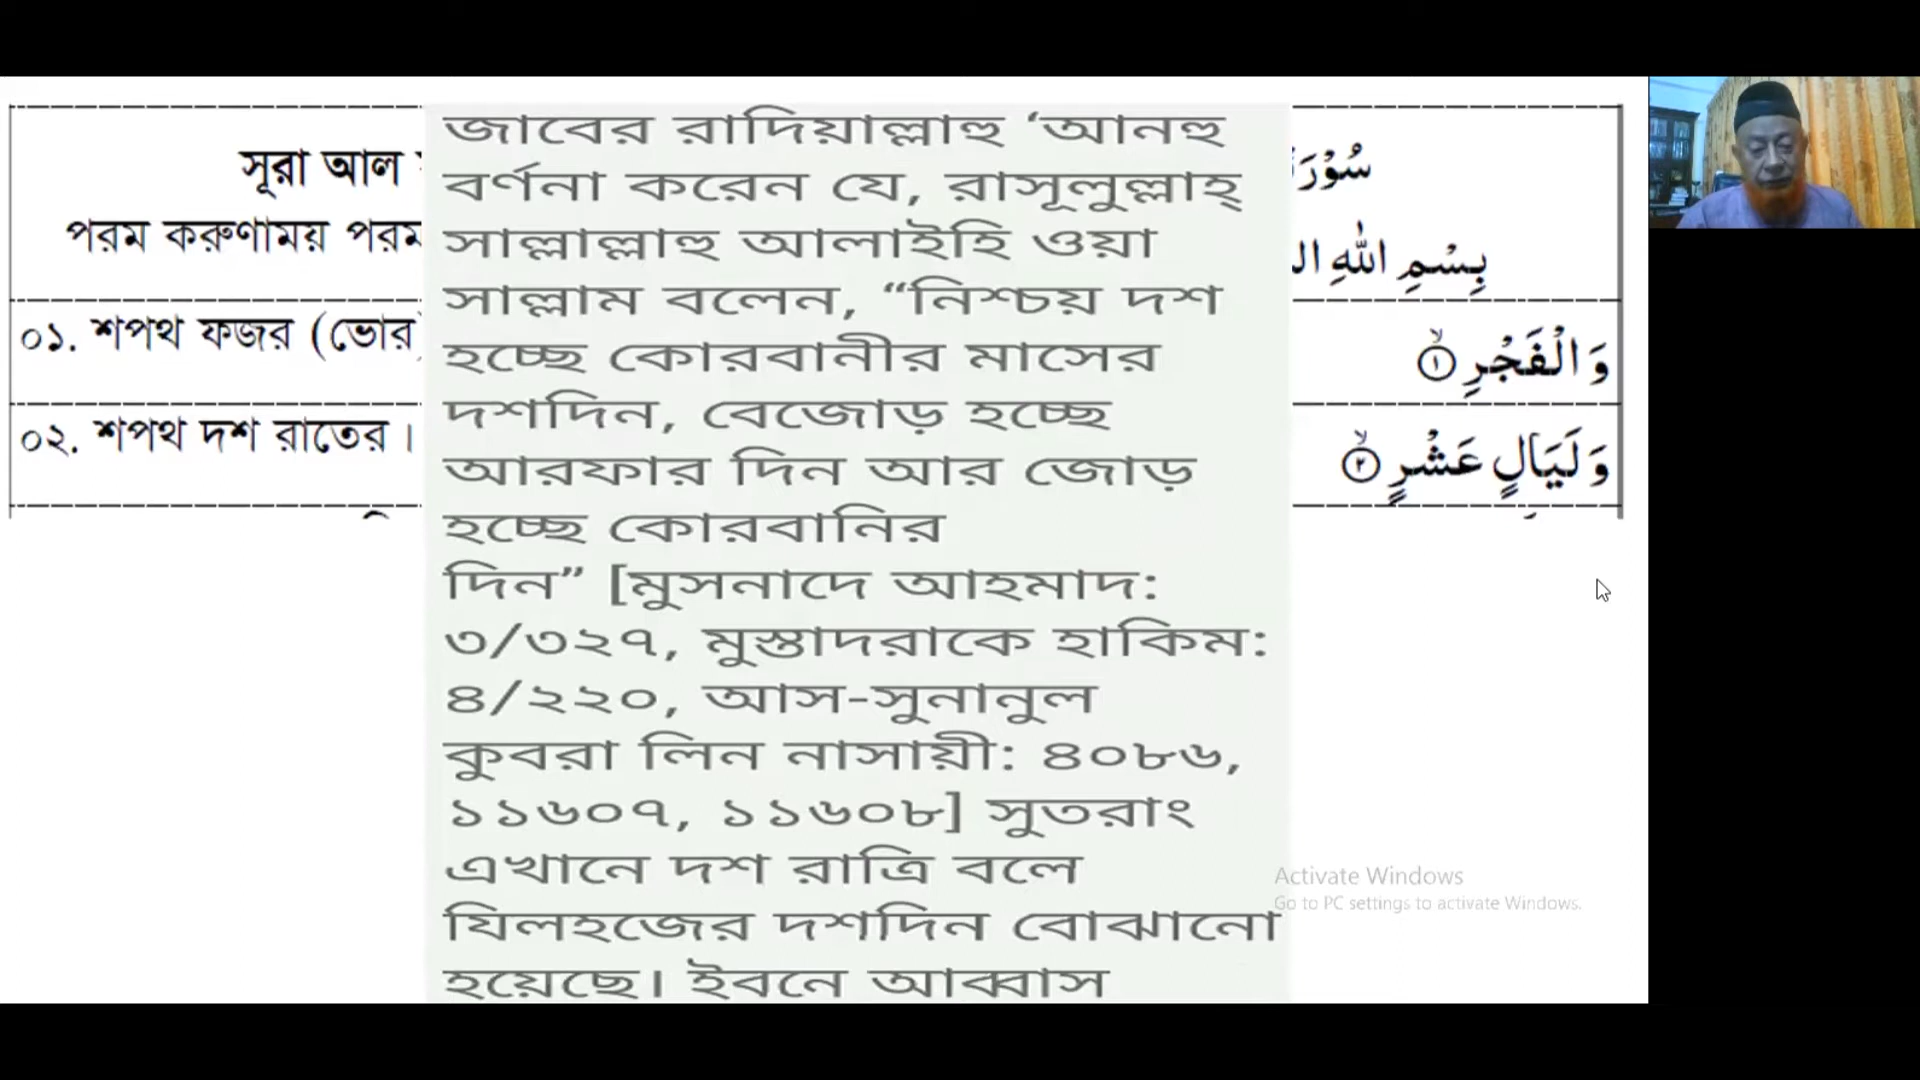 সূরা আল
পরম করুণাময় পরম
০১. শপথ ফজর (ভোর)
০২. শপথ দশ রাতের।
জাবের রাদিয়াল্লাহু ‘আনহু
বর্ণনা করেন যে, রাসূলুল্লাহ্
সাল্লাল্লাহু আলাইহি ওয়া
সাল্লাম বলেন, “নিশ্চয় দশ
হচ্ছে কোরবানীর মাসের
দশদিন, বেজোড় হচ্ছে
আরফার দিন আর জোড়
হচ্ছে কোরবানির
দিন” [মুসনাদে আহমাদ:
৩/৩২৭, মুস্তাদরাকে হাকিম:
৪/২২০, আস-সুনানুল
কুবরা লিন নাসায়ী: ৪০৮৬,
১১৬০৭, ১১৬০৮] সুতরাং
এখানে দশ রাত্রি বলে
যিলহজের দশদিন বোঝানো
হয়েছে। ইবনে আব্বাস
بِسْمِ اللّٰهِ
وَالْفَجْرِ ۙ﴿١﴾
وَلَيَالٍ عَشْرٍ ۙ﴿٢﴾
Activate Windows
Go to PC settings to activate Windows.